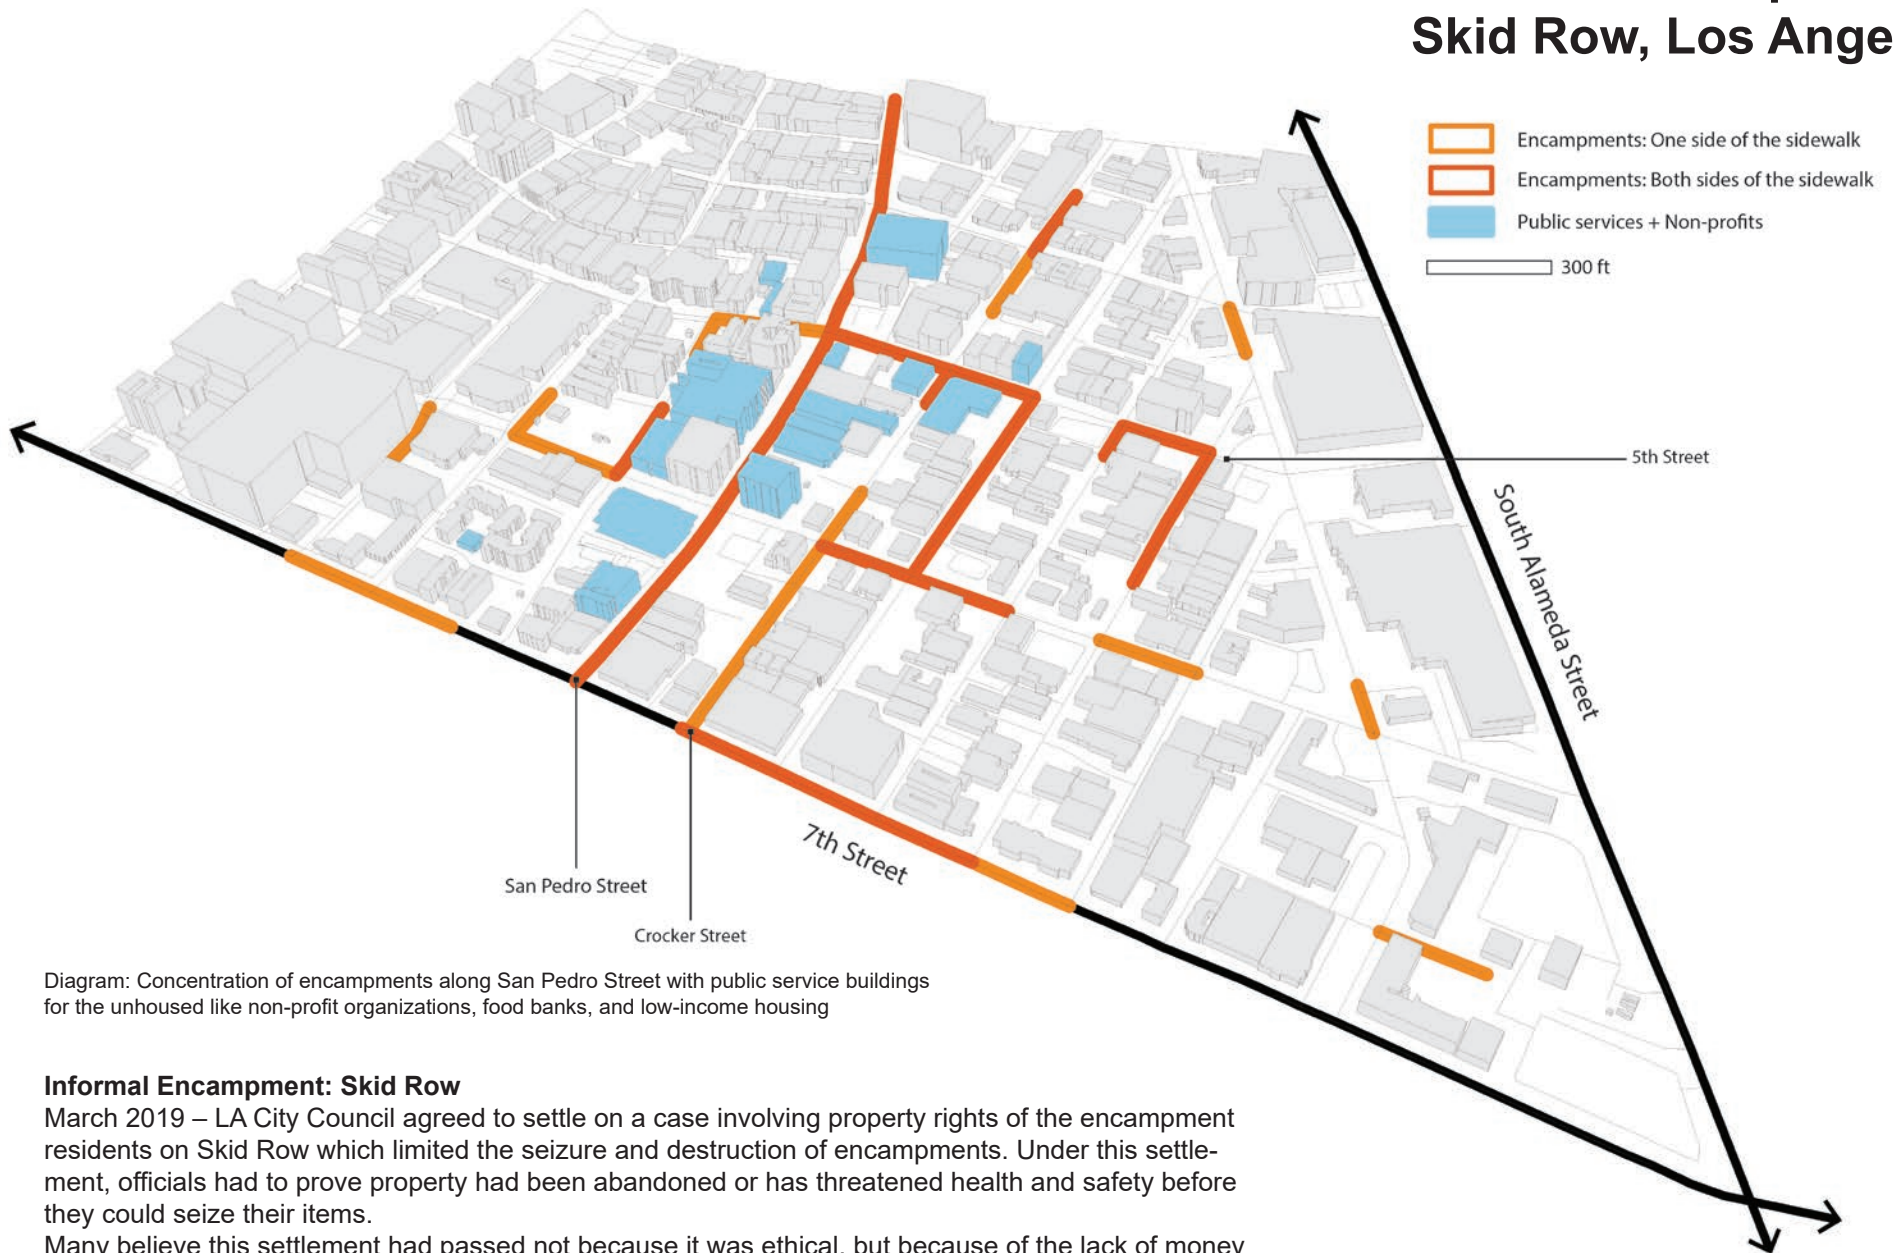 Skid Row, Los Ange
Encampments: One side of the sidewalk
Encampments: Both sides of the sidewalk
Public services + Non-profits
300 ft
5th Street
South Alameda Street
7th Street
San Pedro Street
Crocker Street
Diagram: Concentration of encampments along San Pedro Street with public service buildings
for the unhoused like non-profit organizations, food banks, and low-income housing
Informal Encampment: Skid Row
March 2019 – LA City Council agreed to settle on a case involving property rights of the encampment
residents on Skid Row which limited the seizure and destruction of encampments. Under this settle-
ment, officials had to prove property had been abandoned or has threatened health and safety before
they could seize their items.
Many believe this settlement had passed not because it was ethical, but because of the lack of money